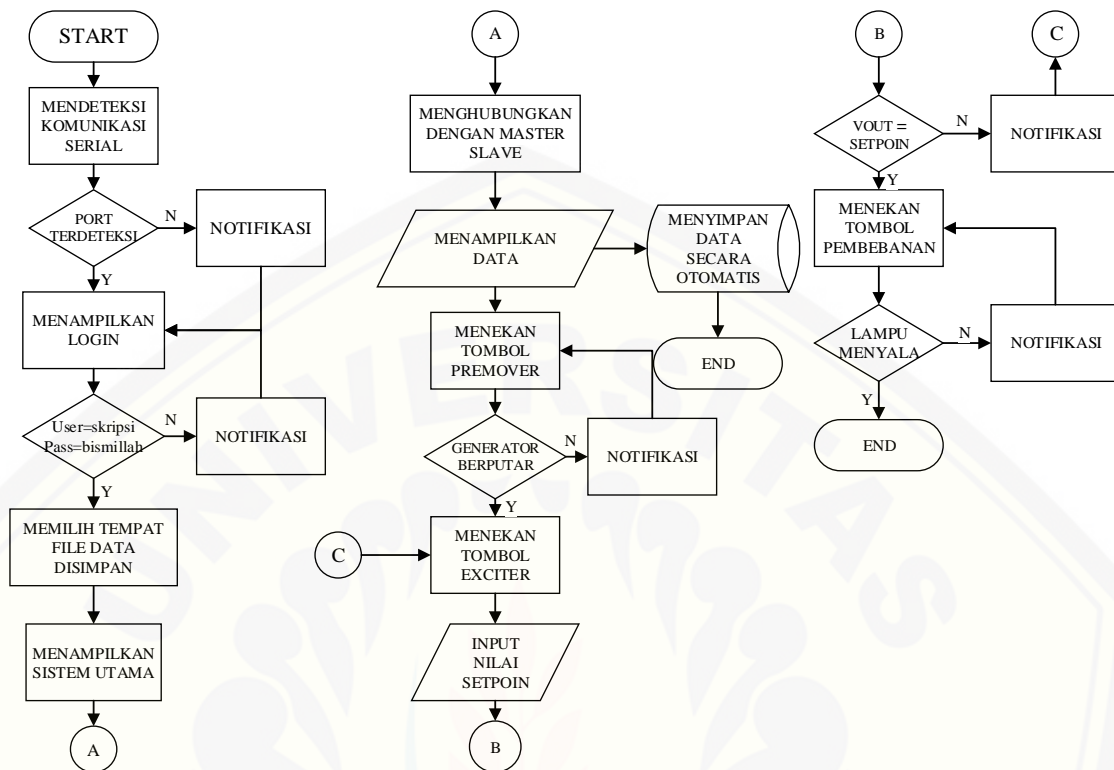 START
MENDETEKSI
KOMUNIKASI
SERIAL
PORT
TERDETEKSI
N
NOTIFIKASI
Y
MENAMPILKAN
LOGIN
User=skripsi
Pass=bismillah
N
NOTIFIKASI
Y
MEMILIH TEMPAT
FILE DATA
DISIMPAN
MENAMPILKAN
SISTEM UTAMA
A
A
MENGHUBUNGKAN
DENGAN MASTER
SLAVE
MENAMPILKAN
DATA
MENYIMPAN
DATA
SECARA
OTOMATIS
END
MENEKAN
TOMBOL
PREMOVER
GENERATOR
BERPUTAR
N
NOTIFIKASI
Y
C
MENEKAN
TOMBOL
EXCITER
INPUT
NILAI
SETPOIN
B
B
VOUT =
SETPOIN
N
NOTIFIKASI
C
Y
MENEKAN
TOMBOL
PEMBEBANAN
LAMPU
MENYALA
N
NOTIFIKASI
Y
END
UNIVERSITAS